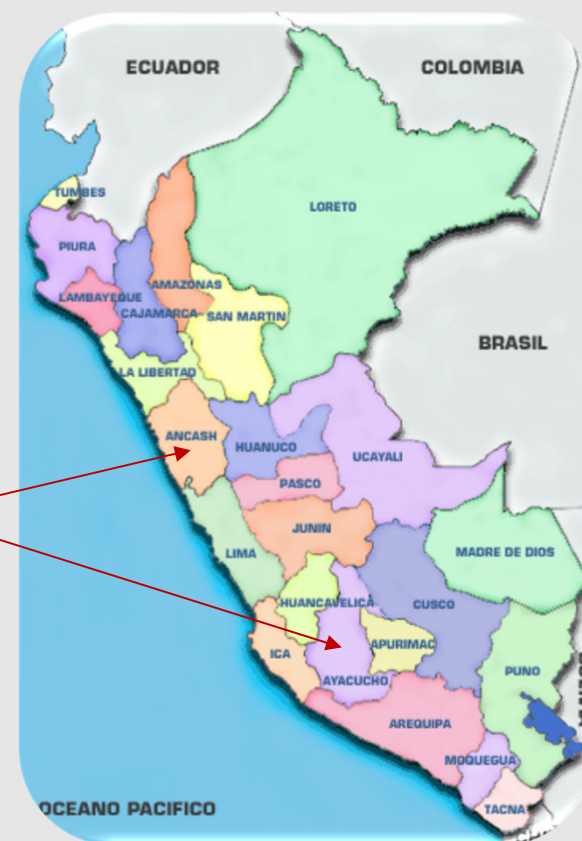 ECUADOR
COLOMBIA
TUMBES
LORETO
PIURA
AMAZONAS
LAMBAYEQUE
CAJAMARCA
SAN MARTIN
BRASIL
LA LIBERTAD
ANCASH
HUANUCO
UCAYALI
PASCO
JUNIN
LIMA
MADRE DE DIOS
HUANCAVELICA
CUSCO
APURIMAC
ICA
PUNO
AYACUCHO
AREQUIPA
MOQUEGUA
OCEANO PACIFICO
TACNA